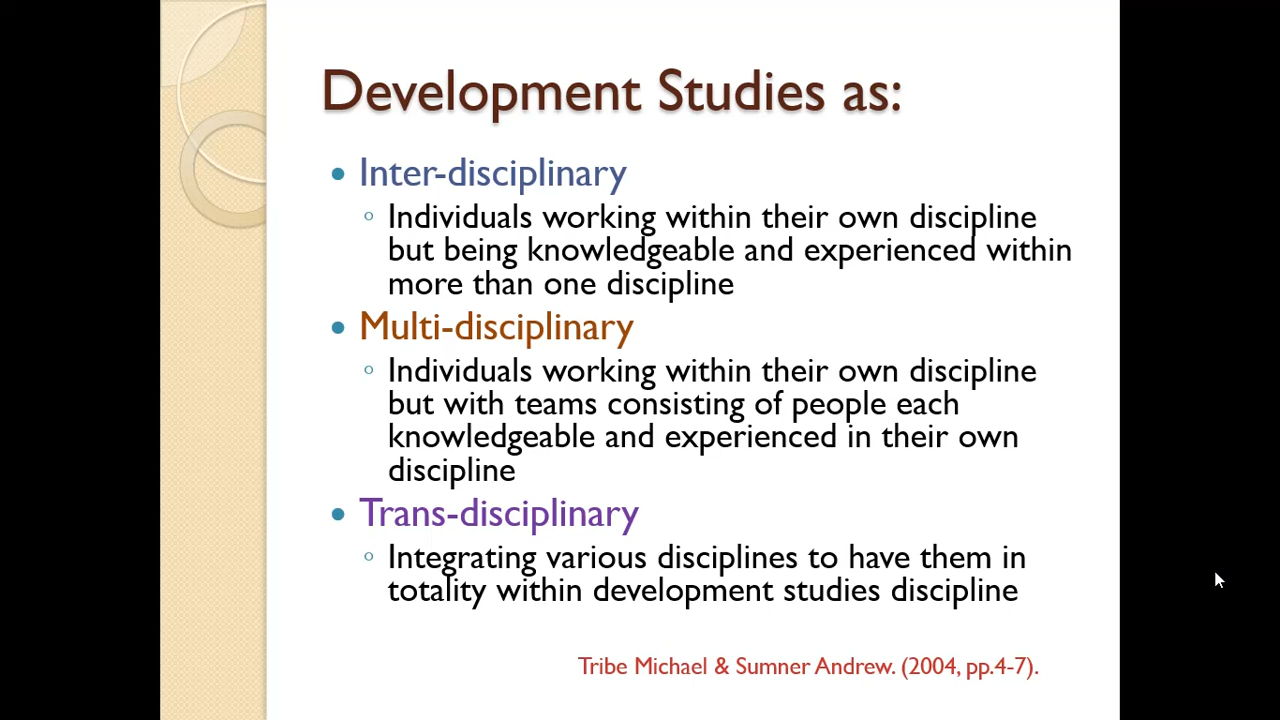 Development Studies as:
• Inter-disciplinary
◦ Individuals working within their own discipline
but being knowledgeable and experienced within
more than one discipline
• Multi-disciplinary
◦ Individuals working within their own discipline
but with teams consisting of people each
knowledgeable and experienced in their own
discipline
• Trans-disciplinary
◦ Integrating various disciplines to have them in
totality within development studies discipline
Tribe Michael & Sumner Andrew. (2004, pp.4-7).